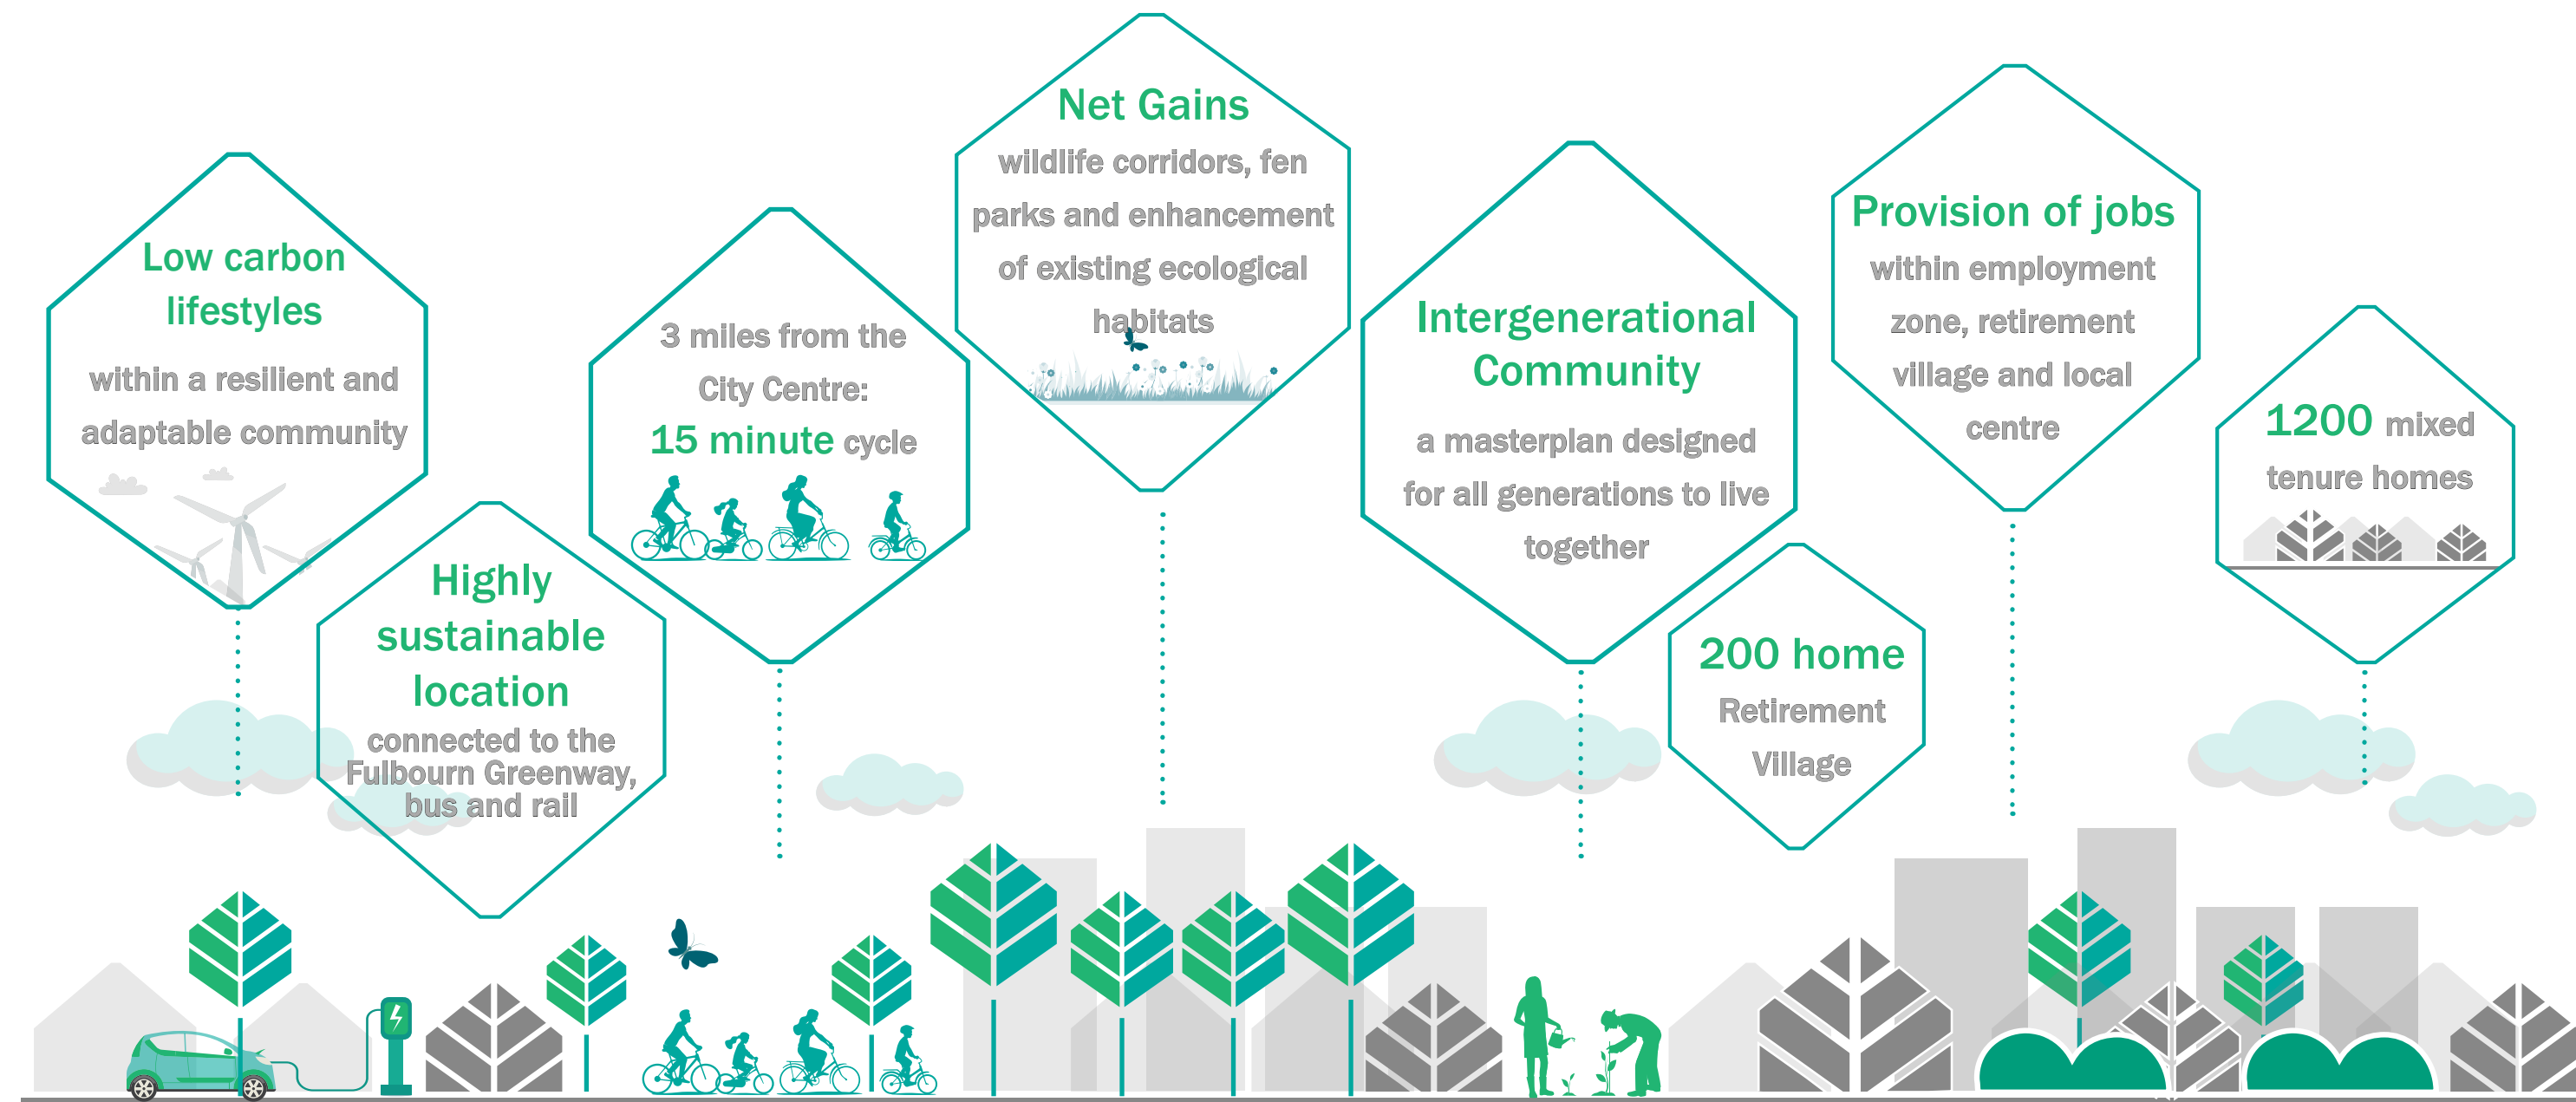 Low carbon
lifestyles
within a resilient and
adaptable community
Highly
sustainable
location
connected to the
Fulbourn Greenway,
bus and rail
3 miles from the
City Centre:
15 minute cycle
Net Gains
wildlife corridors, fen
parks and enhancement
of existing ecological
habitats
Intergenerational
Community
a masterplan designed
for all generations to live
together
200 home
Retirement
Village
Provision of jobs
within employment
zone, retirement
village and local
centre
1200 mixed
tenure homes